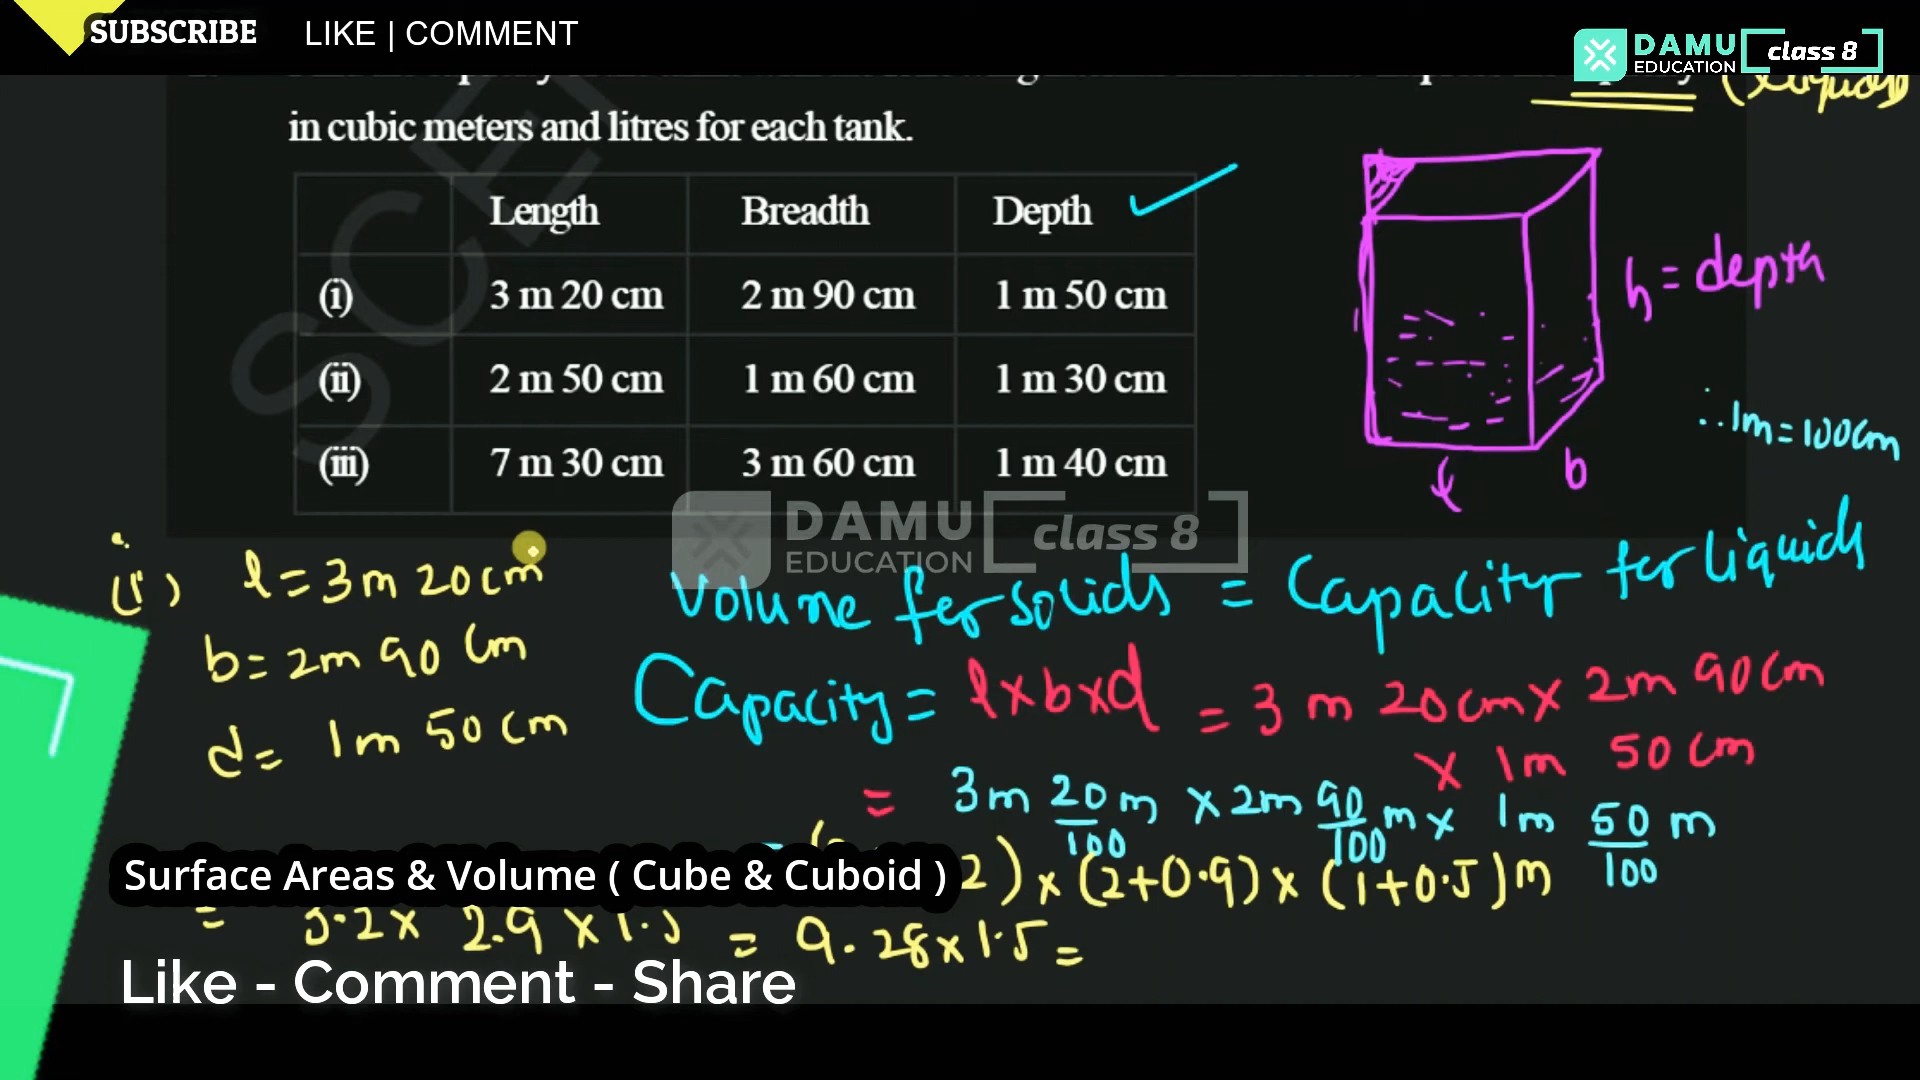 SUBSCRIBE LIKE | COMMENT
DAMU EDUCATION class 8
in cubic meters and litres for each tank.
Length Breadth Depth
(i) 3 m 20 cm 2 m 90 cm 1 m 50 cm
(ii) 2 m 50 cm 1 m 60 cm 1 m 30 cm
(iii) 7 m 30 cm 3 m 60 cm 1 m 40 cm
SCE
h = depth
∴ 1m = 100cm
l b
DAMU EDUCATION class 8
(i) l = 3m 20cm
b = 2m 90 cm
d = 1m 50 cm
Volume for solids = Capacity for liquids
Capacity = l×b×d = 3 m 20cm × 2m 90cm
× 1m 50 cm
= 3m 20/100 m × 2m 90/100 m × 1m 50/100 m
2) × (2+0.9) × (1+0.5)m
Surface Areas & Volume ( Cube & Cuboid )
= 3.2 × 2.9 × 1.5 = 9.28×1.5 =
Like - Comment - Share